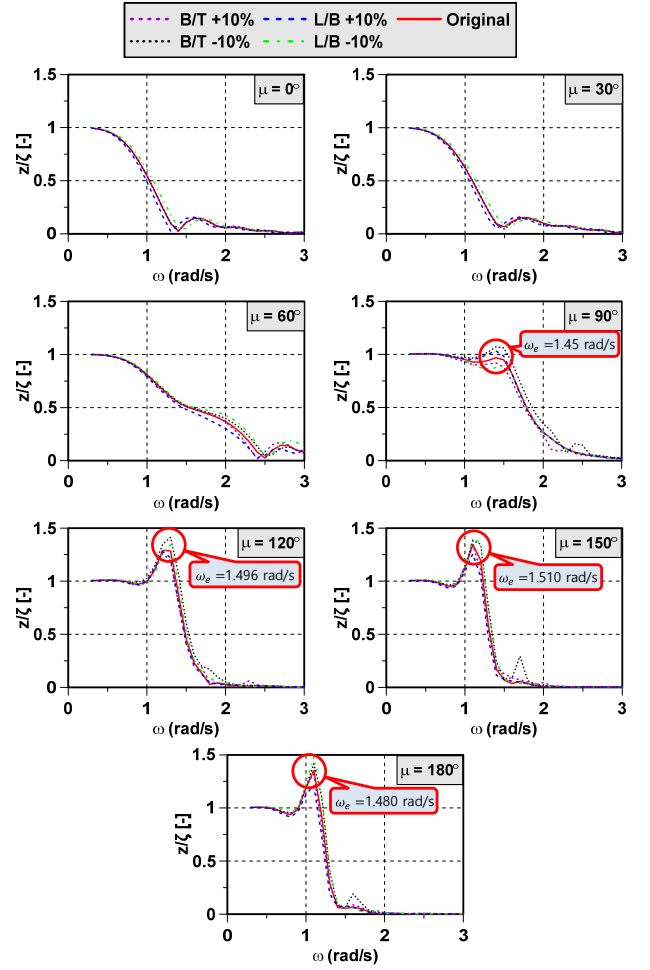 B/T +10% L/B +10% Original
B/T -10% L/B -10%
1.5
1
0.5
0
z/ζ [-]
μ = 0°
0 1 2 3
ω (rad/s)
1.5
1
0.5
0
z/ζ [-]
μ = 30°
0 1 2 3
ω (rad/s)
1.5
1
0.5
0
z/ζ [-]
μ = 60°
0 1 2 3
ω (rad/s)
1.5
1
0.5
0
z/ζ [-]
μ = 90°
ωe =1.45 rad/s
0 1 2 3
ω (rad/s)
1.5
1
0.5
0
z/ζ [-]
μ = 120°
ωe =1.496 rad/s
0 1 2 3
ω (rad/s)
1.5
1
0.5
0
z/ζ [-]
μ = 150°
ωe =1.510 rad/s
0 1 2 3
ω (rad/s)
1.5
1
0.5
0
z/ζ [-]
μ = 180°
ωe =1.480 rad/s
0 1 2 3
ω (rad/s)